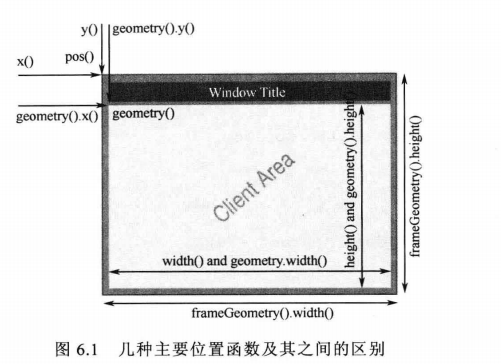 y() geometry().y()
x() pos()
Window Title
geometry().x() geometry()
Client Area
height() and geometry().height()
frameGeometry().height()
width() and geometry.width()
frameGeometry().width()
图 6.1 几种主要位置函数及其之间的区别